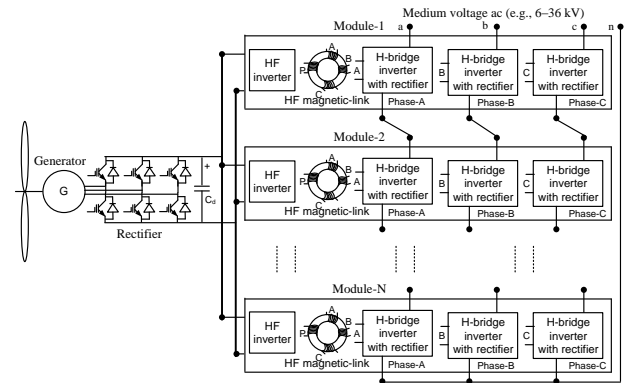 Medium voltage ac (e.g., 6–36 kV)
Module-1 a b c n
HF inverter
P A B C
HF magnetic-link
A
H-bridge inverter with rectifier
Phase-A
B
H-bridge inverter with rectifier
Phase-B
C
H-bridge inverter with rectifier
Phase-C
Generator
G
Rectifier
+
Cd
Module-2
HF inverter
P A B C
HF magnetic-link
A
H-bridge inverter with rectifier
Phase-A
B
H-bridge inverter with rectifier
Phase-B
C
H-bridge inverter with rectifier
Phase-C
Module-N
HF inverter
P A B C
HF magnetic-link
A
H-bridge inverter with rectifier
Phase-A
B
H-bridge inverter with rectifier
Phase-B
C
H-bridge inverter with rectifier
Phase-C